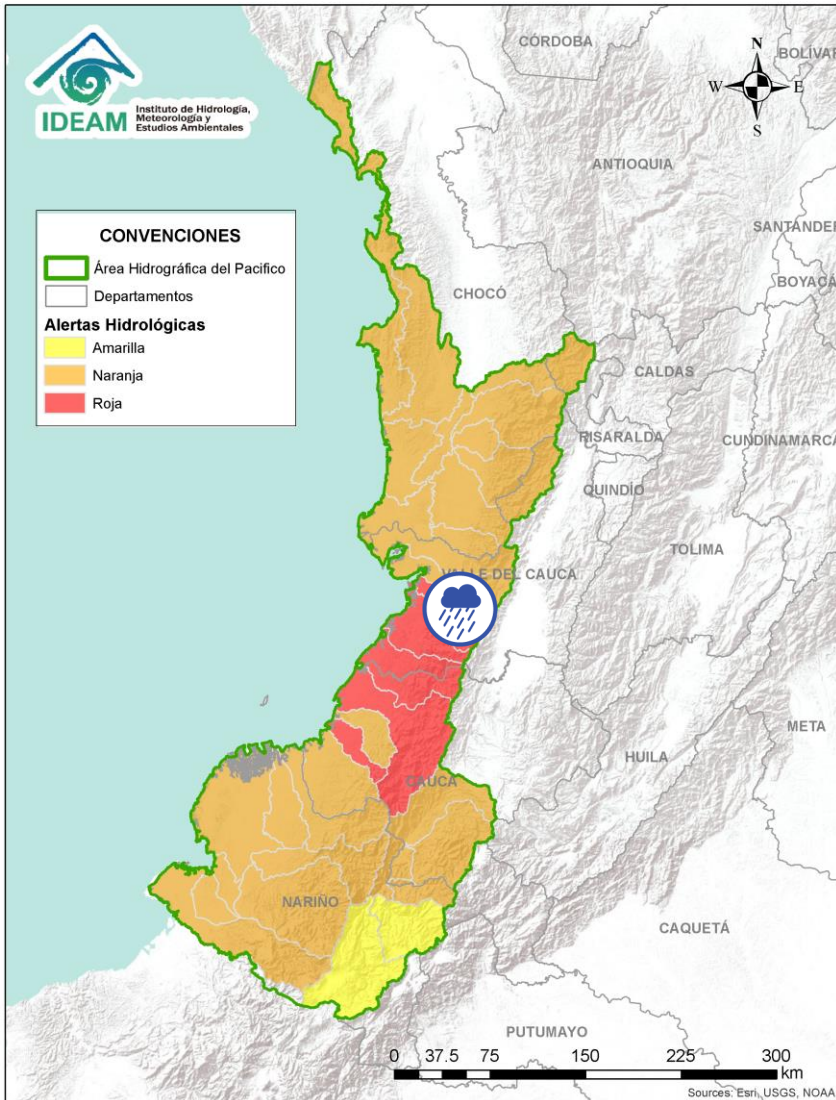 IDEAM
Instituto de Hidrología,
Meteorología y
Estudios Ambientales
CÓRDOBA
BOLÍVAR
N
W
E
S
ANTIOQUIA
CONVENCIONES
Área Hidrográfica del Pacifico
Departamentos
Alertas Hidrológicas
Amarilla
Naranja
Roja
SANTANDER
BOYACÁ
CHOCÓ
CALDAS
RISARALDA
CUNDINAMARCA
QUINDÍO
TOLIMA
VALLE DEL CAUCA
META
HUILA
CAUCA
NARIÑO
CAQUETÁ
PUTUMAYO
0 37.5 75 150 225 300
km
Sources: Esri, USGS, NOAA